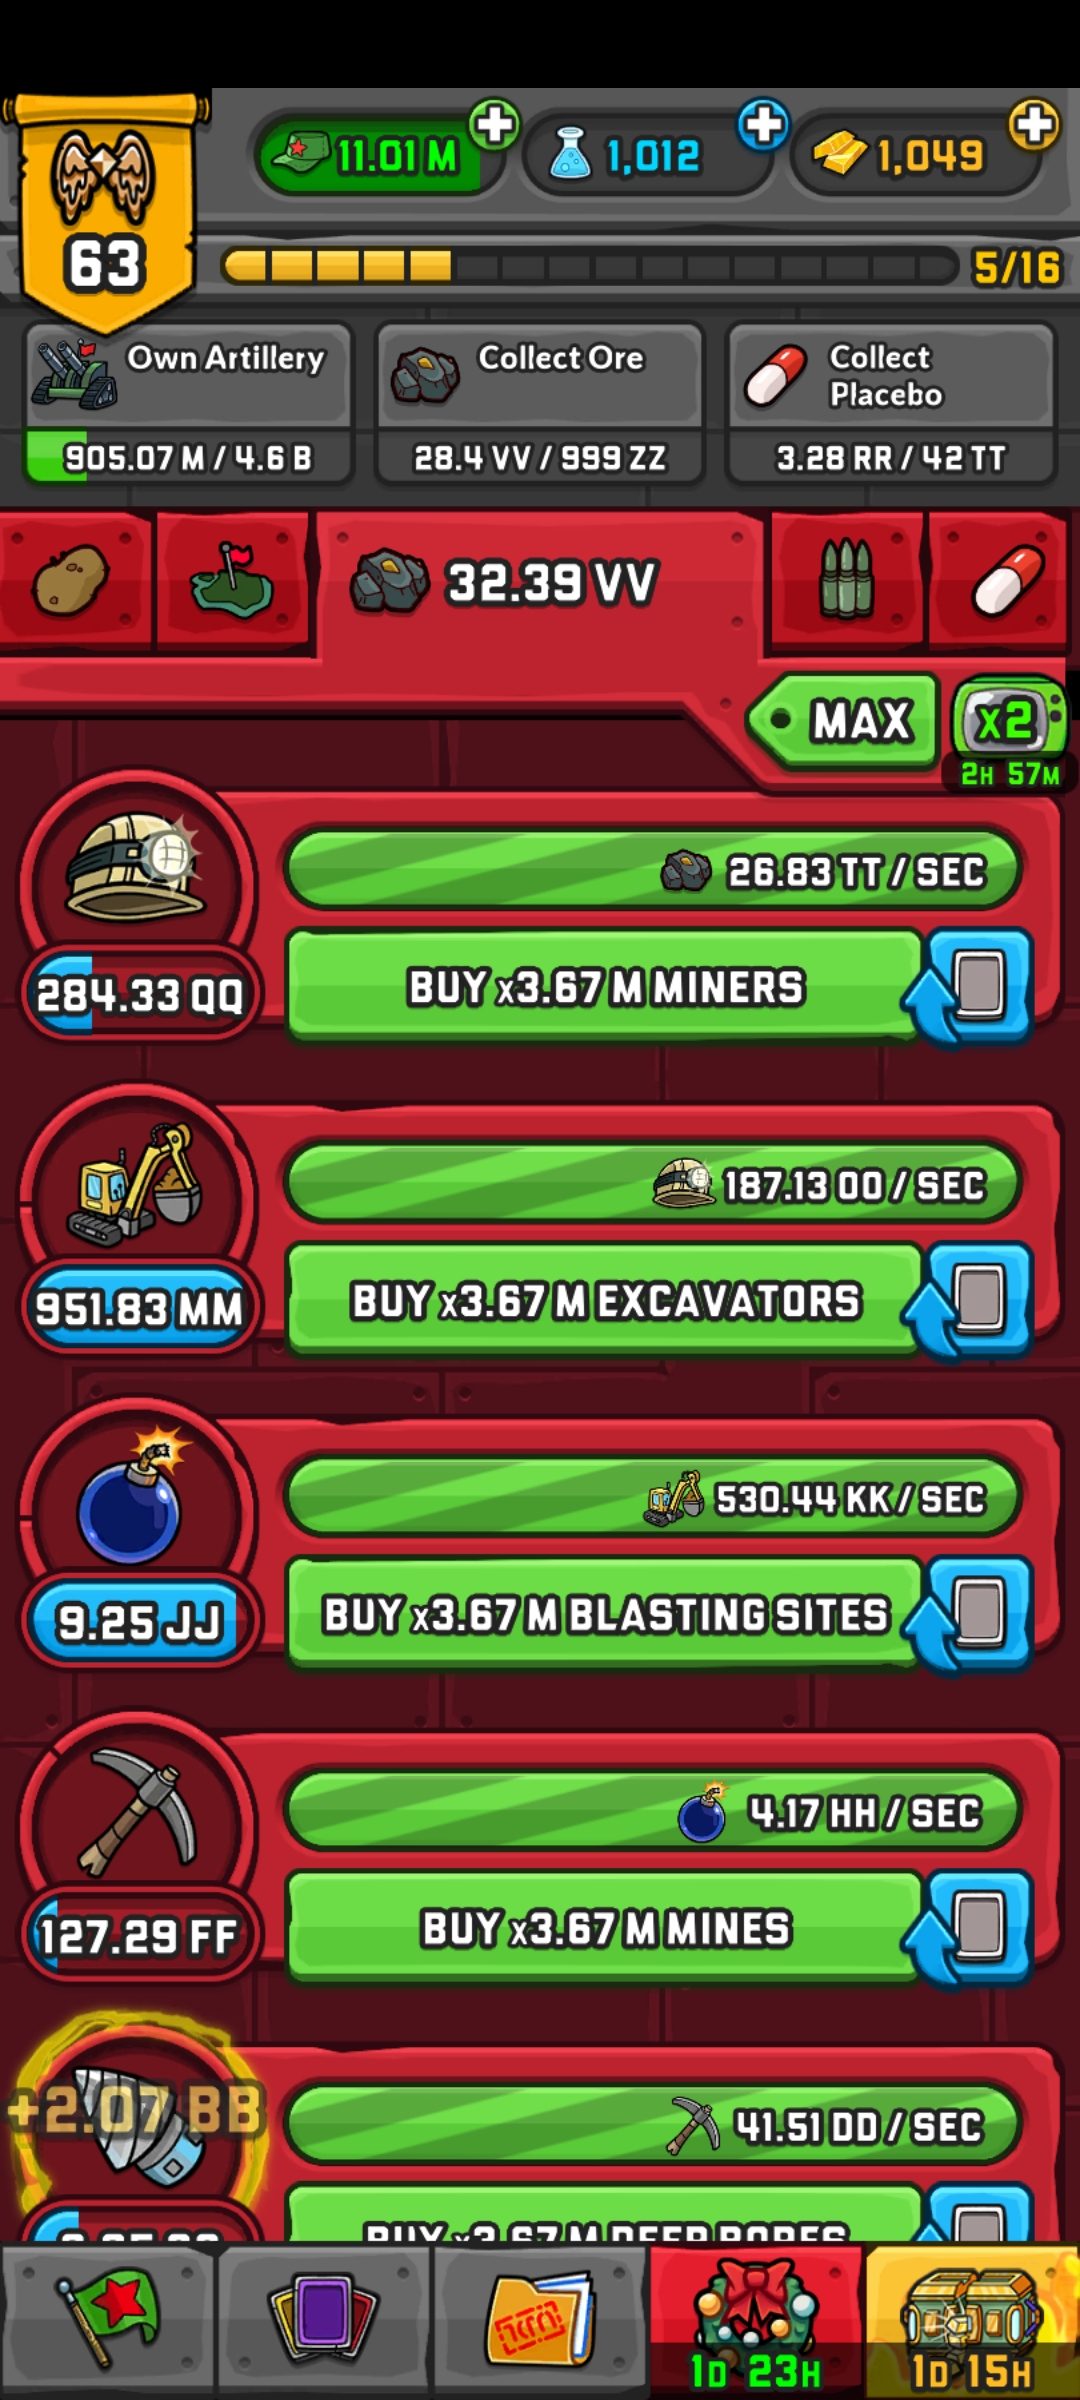 11.01 M
1,012
1,049
63
5/16
Own Artillery
905.07 M / 4.6 B
Collect Ore
28.4 VV / 999 ZZ
Collect
Placebo
3.28 RR / 42 TT
32.39 VV
MAX
x2
2H 57M
26.83 TT / SEC
284.33 QQ
BUY x3.67 M MINERS
187.13 OO / SEC
951.83 MM
BUY x3.67 M EXCAVATORS
530.44 KK / SEC
9.25 JJ
BUY x3.67 M BLASTING SITES
4.17 HH / SEC
127.29 FF
BUY x3.67 M MINES
+2.07 BB
41.51 DD / SEC
BUY x3.67 M DEEP BORES
1D 23H
1D 15H